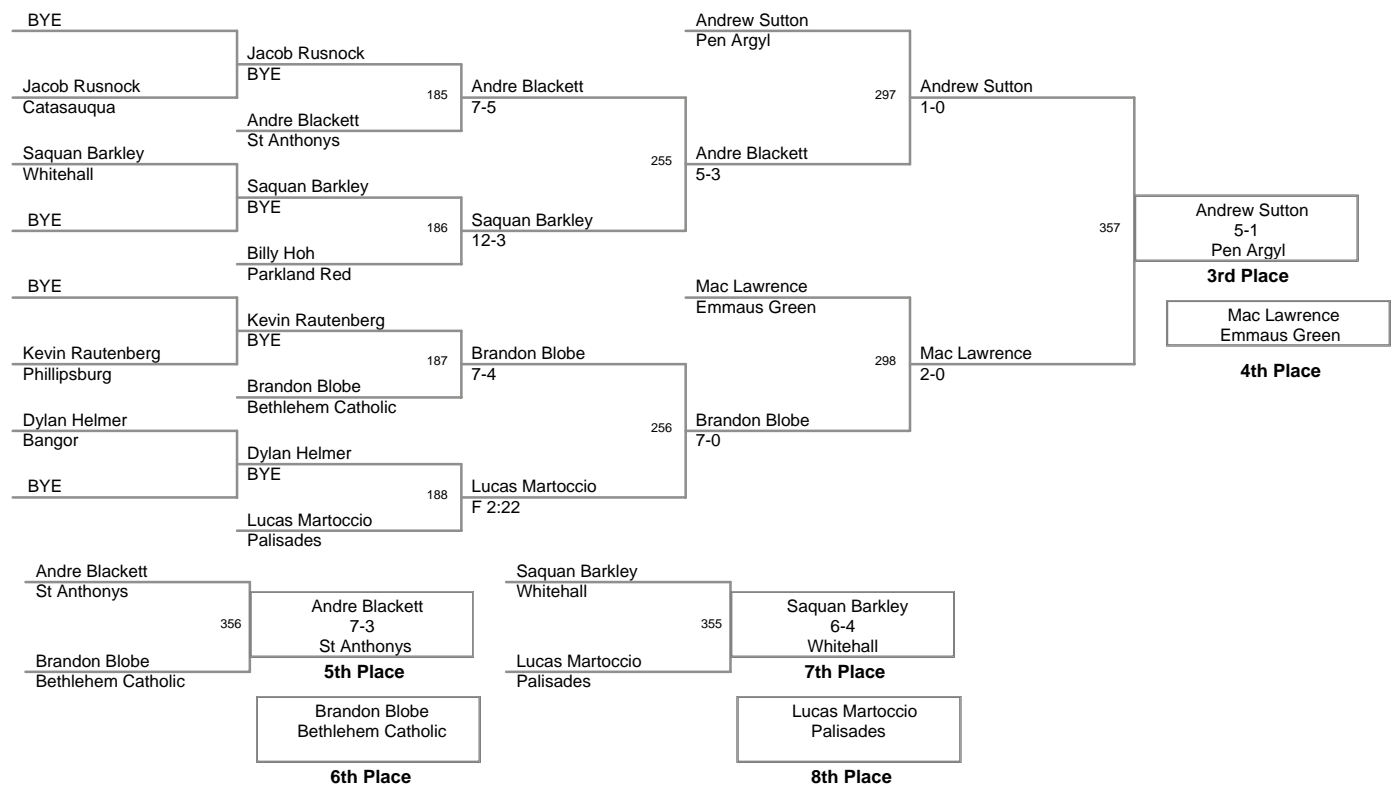 BYE
Jacob Rusnock
Catasauqua
Saquan Barkley
Whitehall
BYE
BYE
Kevin Rautenberg
Phillipsburg
Dylan Helmer
Bangor
BYE
Jacob Rusnock
BYE
185
Andre Blackett
St Anthonys
Saquan Barkley
BYE
186
Billy Hoh
Parkland Red
Kevin Rautenberg
BYE
187
Brandon Blobe
Bethlehem Catholic
Dylan Helmer
BYE
188
Lucas Martoccio
Palisades
Andre Blackett
7-5
255
Saquan Barkley
12-3
Brandon Blobe
7-4
256
Lucas Martoccio
F 2:22
Andrew Sutton
Pen Argyl
297
Andre Blackett
5-3
Mac Lawrence
Emmaus Green
298
Brandon Blobe
7-0
Andrew Sutton
1-0
357
Mac Lawrence
2-0
Andrew Sutton
5-1
Pen Argyl
3rd Place
Mac Lawrence
Emmaus Green
4th Place
Andre Blackett
St Anthonys
356
Brandon Blobe
Bethlehem Catholic
Andre Blackett
7-3
St Anthonys
5th Place
Brandon Blobe
Bethlehem Catholic
6th Place
Saquan Barkley
Whitehall
355
Lucas Martoccio
Palisades
Saquan Barkley
6-4
Whitehall
7th Place
Lucas Martoccio
Palisades
8th Place